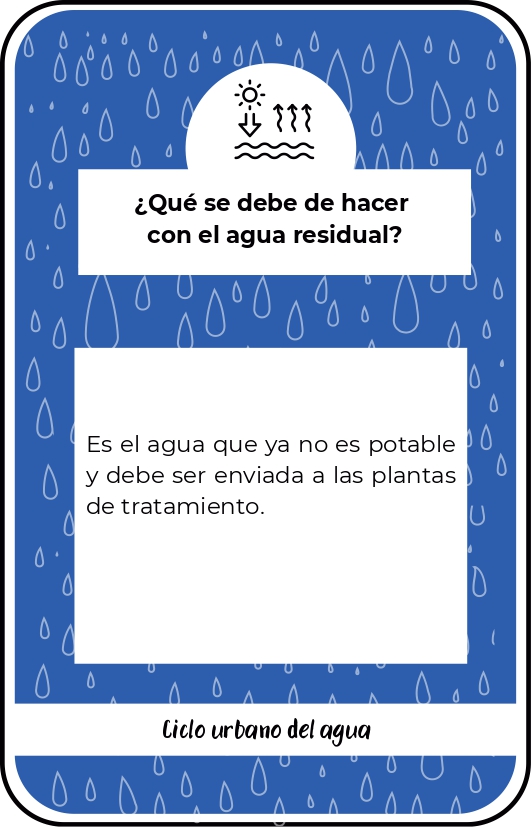 ¿Qué se debe de hacer
con el agua residual?
Es el agua que ya no es potable
y debe ser enviada a las plantas
de tratamiento.
Ciclo urbano del agua